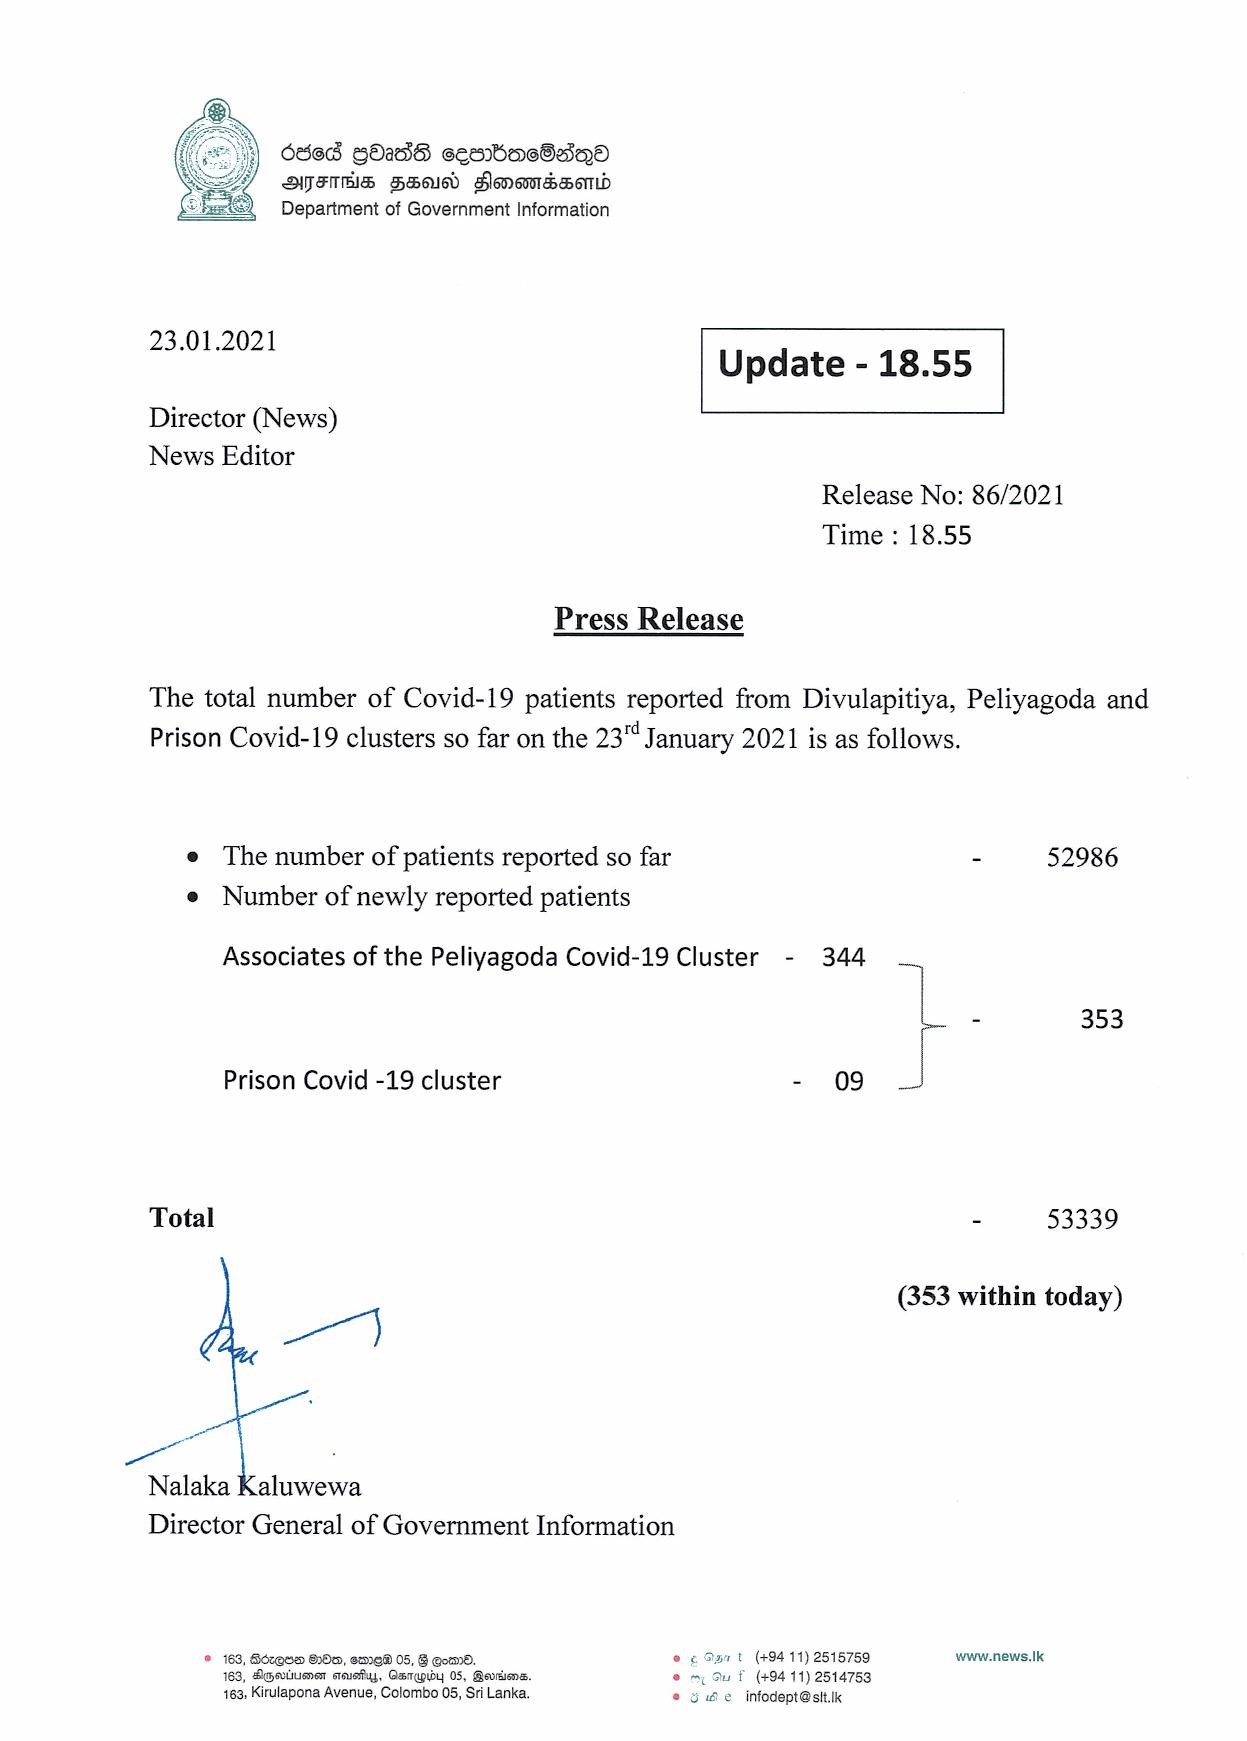 රජයේ ප්‍රවෘත්ති දෙපාර්තමේන්තුව
அரசாங்க தகவல் திணைக்களம்
Department of Government Information
23.01.2021
Update - 18.55
Director (News)
News Editor
Release No: 86/2021
Time : 18.55
Press Release
The total number of Covid-19 patients reported from Divulapitiya, Peliyagoda and
Prison Covid-19 clusters so far on the 23rd January 2021 is as follows.
• The number of patients reported so far - 52986
• Number of newly reported patients
Associates of the Peliyagoda Covid-19 Cluster - 344
- 353
Prison Covid -19 cluster - 09
Total - 53339
(353 within today)
Nalaka Kaluwewa
Director General of Government Information
163, කිරුලපන මාවත, කොළඹ 05, ශ්‍රී ලංකාව.
163, கிருலப்பனை எவனியூ, கொழும்பு 05, இலங்கை.
163, Kirulapona Avenue, Colombo 05, Sri Lanka.
දු தொ t (+94 11) 2515759
ෆැ பெ f (+94 11) 2514753
ඊ மி e infodept@slt.lk
www.news.lk